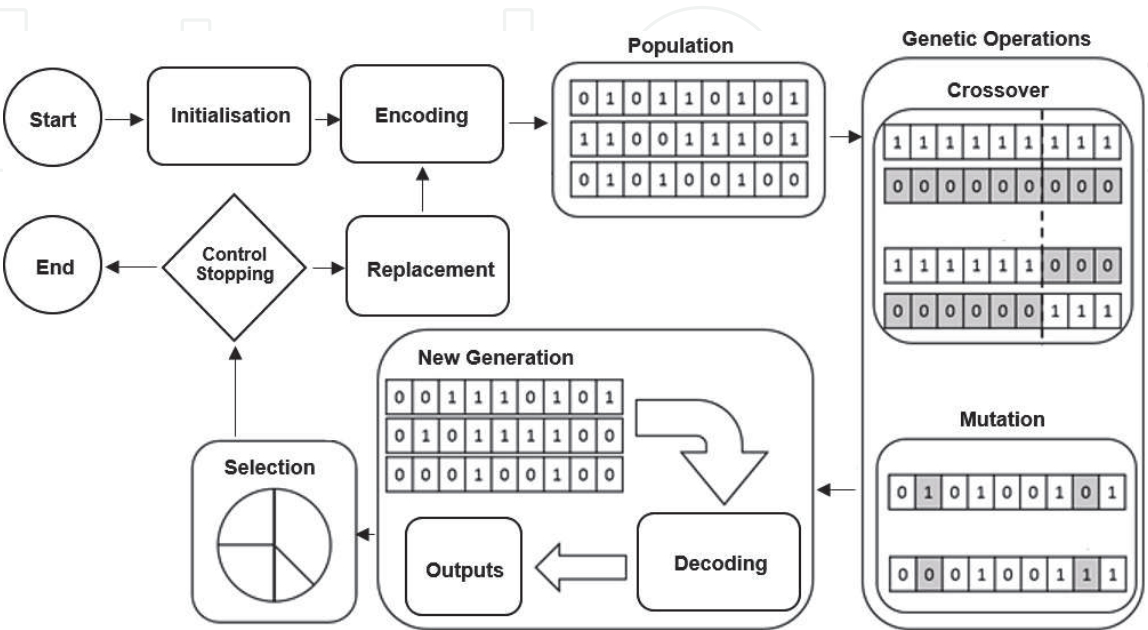 Population
Genetic Operations
Start
Initialisation
Encoding
0 1 0 1 1 0 1 0 1
1 1 0 0 1 1 1 0 1
0 1 0 1 0 0 1 0 0
Crossover
1 1 1 1 1 1 1 1 1
0 0 0 0 0 0 0 0 0
1 1 1 1 1 1 0 0 0
0 0 0 0 0 0 1 1 1
End
Control
Stopping
Replacement
New Generation
0 0 1 1 1 0 1 0 1
0 1 0 1 1 1 1 0 0
0 0 0 1 0 0 1 0 0
Mutation
0 1 0 1 0 0 1 0 1
0 0 0 1 0 0 1 1 1
Selection
Outputs
Decoding